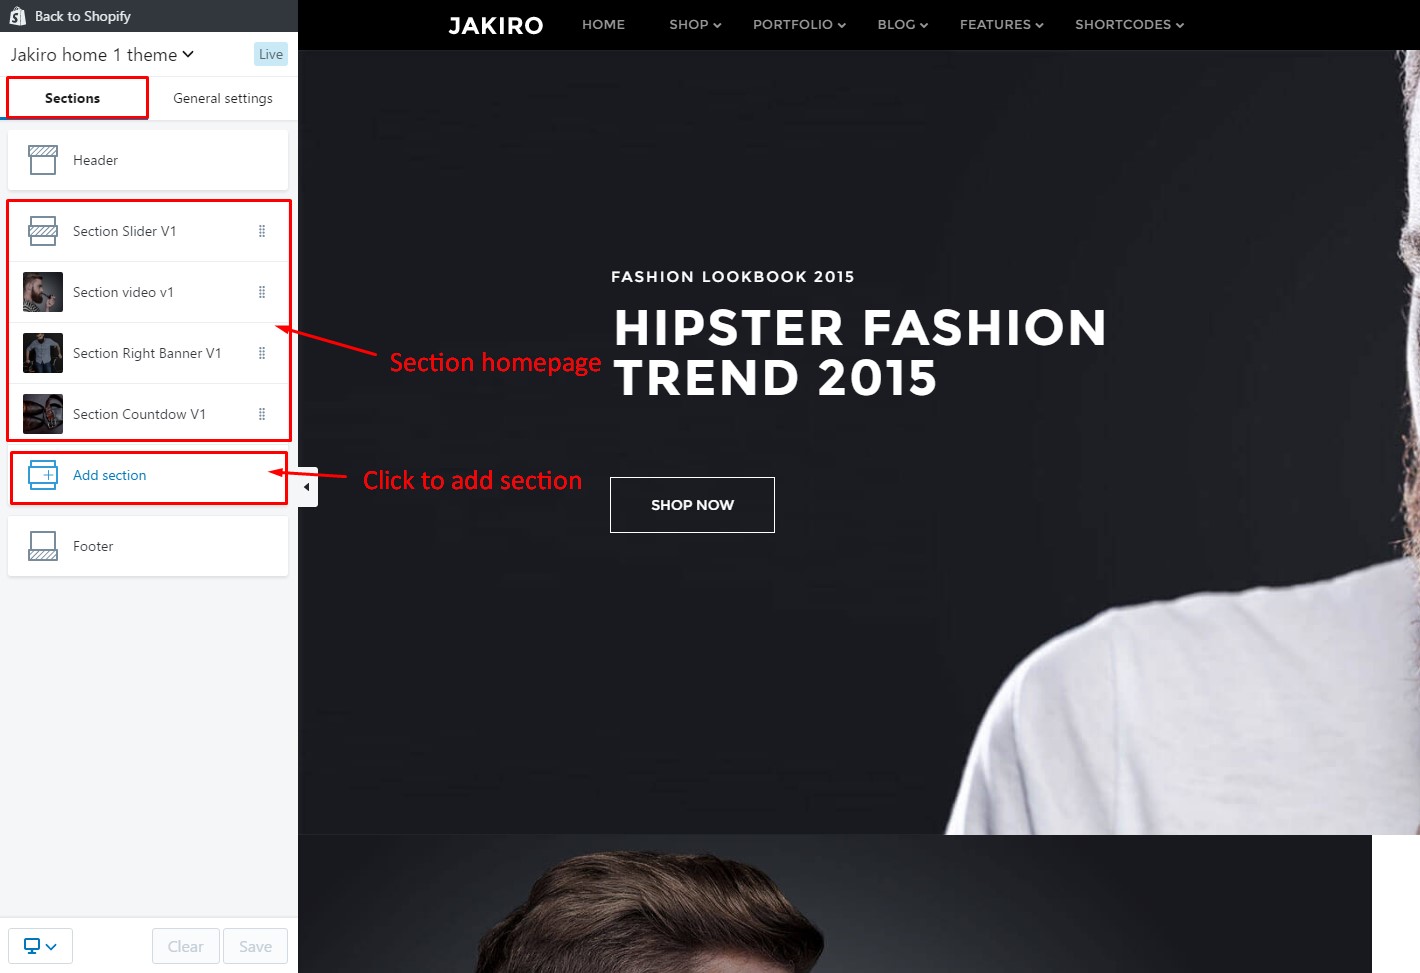 Back to Shopify
Jakiro home 1 theme
Live
Sections
General settings
Header
Section Slider V1
Section video v1
Section Right Banner V1
Section Countdow V1
Add section
Footer
Clear
Save
Section homepage
Click to add section
JAKIRO
HOME
SHOP
PORTFOLIO
BLOG
FEATURES
SHORTCODES
FASHION LOOKBOOK 2015
HIPSTER FASHION
TREND 2015
SHOP NOW